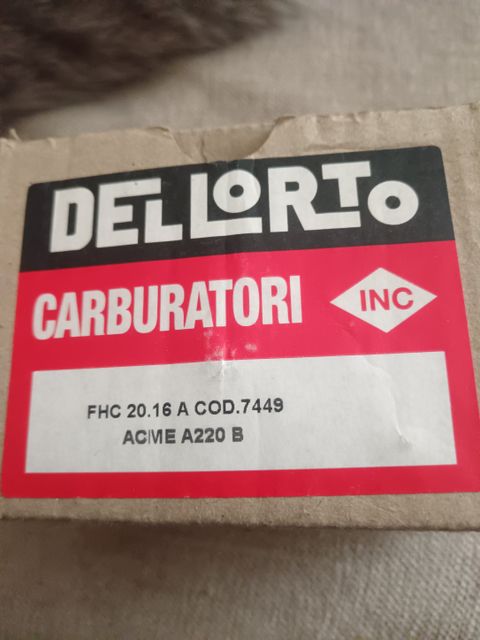 DELLORTO
CARBURATORI
INC
FHC 20.16 A COD.7449
ACME A220 B